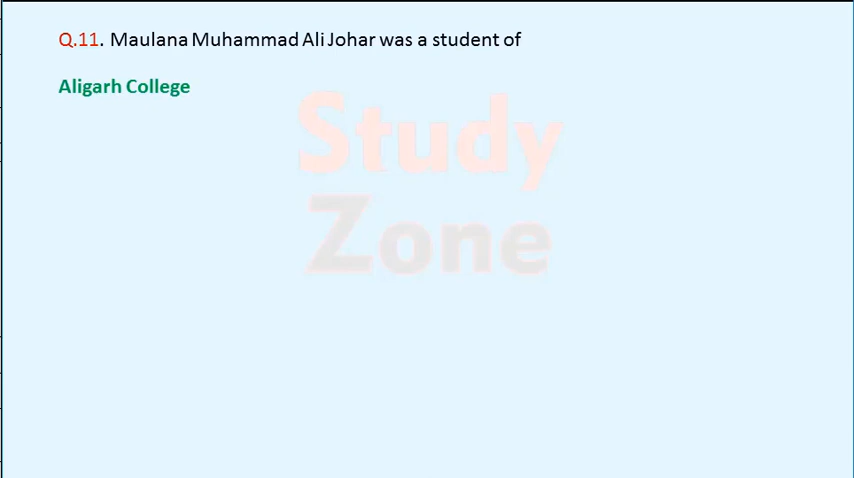 Q.11. Maulana Muhammad Ali Johar was a student of
Aligarh College
Study
Zone